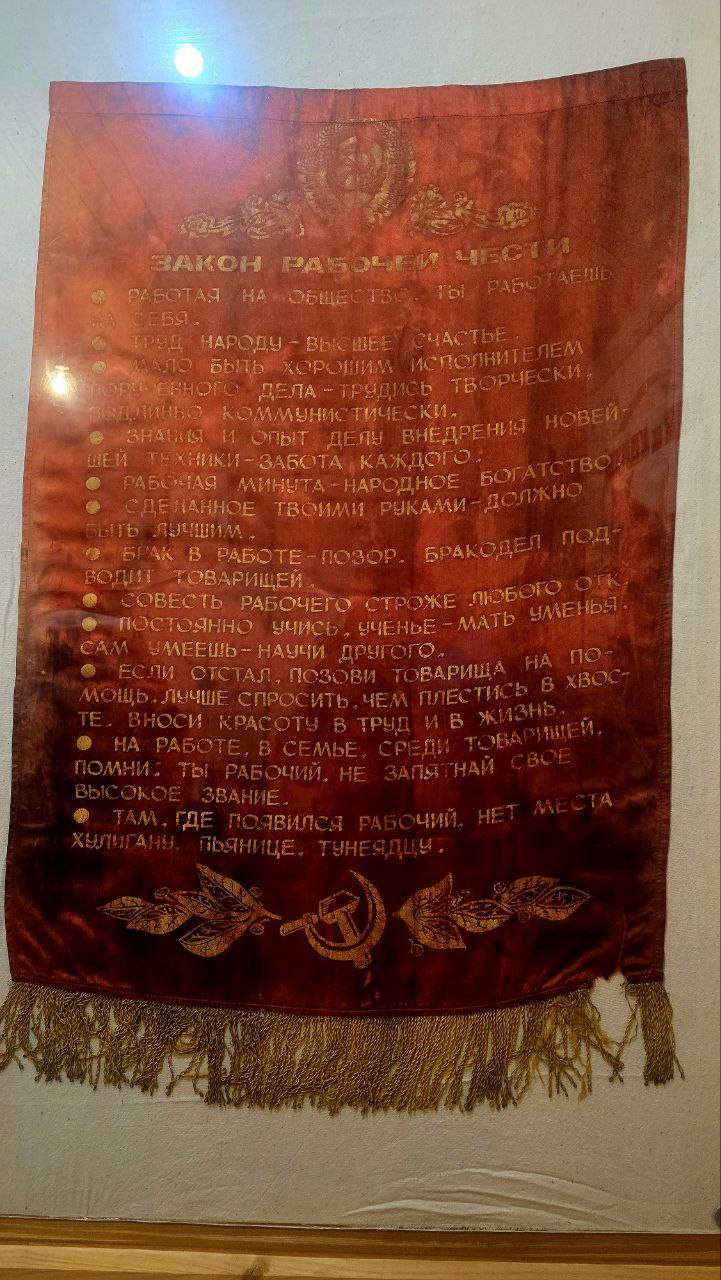 ЗАКОН РАБОЧЕЙ ЧЕСТИ
● РАБОТАЯ НА ОБЩЕСТВО, ТЫ РАБОТАЕШЬ
НА СЕБЯ.
● ТРУД НАРОДУ – ВЫСШЕЕ СЧАСТЬЕ.
● МАЛО БЫТЬ ХОРОШИМ ИСПОЛНИТЕЛЕМ
ПОРУЧЕННОГО ДЕЛА – ТРУДИСЬ ТВОРЧЕСКИ,
КОММУНИСТИЧЕСКИ.
● ЗНАНИЯ И ОПЫТ ДЕЛУ ВНЕДРЕНИЯ НОВЕЙ-
ШЕЙ ТЕХНИКИ – ЗАБОТА КАЖДОГО.
● РАБОЧАЯ МИНУТА – НАРОДНОЕ БОГАТСТВО.
● СДЕЛАННОЕ ТВОИМИ РУКАМИ – ДОЛЖНО
БЫТЬ ЛУЧШИМ.
● БРАК В РАБОТЕ – ПОЗОР. БРАКОДЕЛ ПОД-
ВОДИТ ТОВАРИЩЕЙ.
● СОВЕСТЬ РАБОЧЕГО СТРОЖЕ ЛЮБОГО ОТК.
● ПОСТОЯННО УЧИСЬ, УЧЕНЬЕ – МАТЬ УМЕНЬЯ.
САМ УМЕЕШЬ – НАУЧИ ДРУГОГО.
● ЕСЛИ ОТСТАЛ, ПОЗОВИ ТОВАРИЩА НА ПО-
МОЩЬ, ЛУЧШЕ СПРОСИТЬ, ЧЕМ ПЛЕСТИСЬ В ХВОС-
ТЕ. ВНОСИ КРАСОТУ В ТРУД И В ЖИЗНЬ.
● НА РАБОТЕ, В СЕМЬЕ, СРЕДИ ТОВАРИЩЕЙ,
ПОМНИ: ТЫ РАБОЧИЙ, НЕ ЗАПЯТНАЙ СВОЕ
ВЫСОКОЕ ЗВАНИЕ.
● ТАМ, ГДЕ ПОЯВИЛСЯ РАБОЧИЙ, НЕТ МЕСТА
ХУЛИГАНУ, ПЬЯНИЦЕ, ТУНЕЯДЦУ.